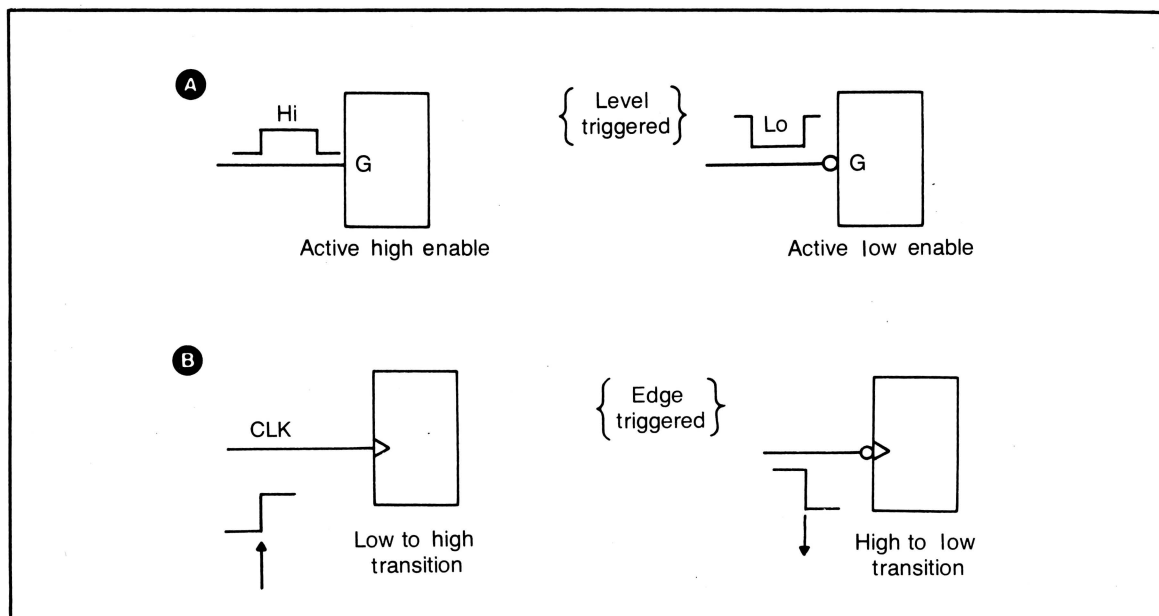 A
Hi
G
Active high enable
Level
triggered
Lo
G
Active low enable
B
CLK
Low to high
transition
Edge
triggered
High to low
transition